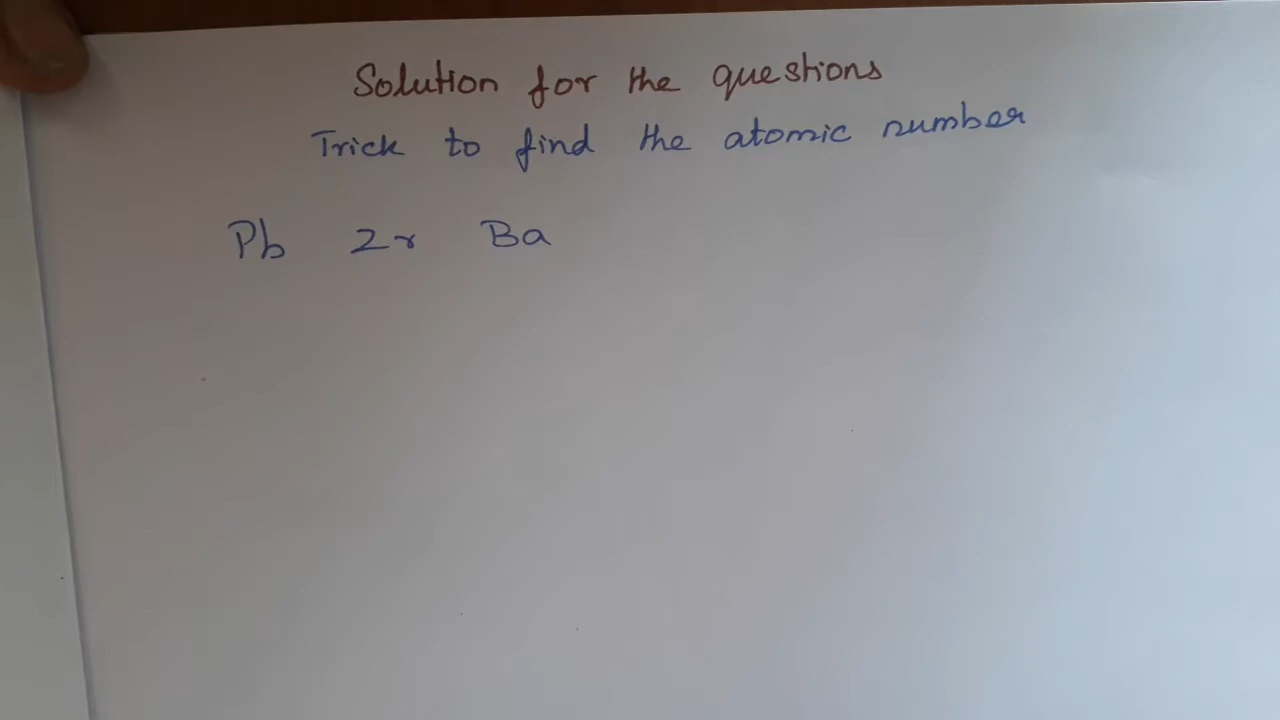 Solution for the questions
Trick to find the atomic number
Pb Zr Ba